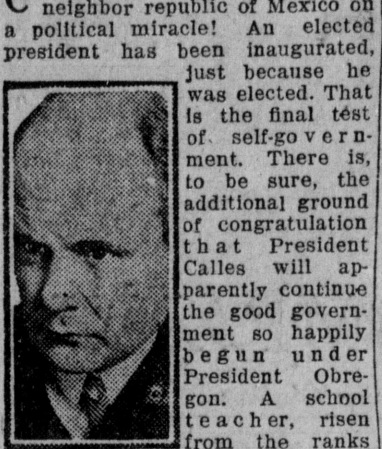 C neighbor republic of Mexico on
a political miracle! An elected
president has been inaugurated,
just because he
was elected. That
is the final test
of self-govern-
ment. There is,
to be sure, the
additional ground
of congratulation
that President
Calles will ap-
parently continue
the good govern-
ment so happily
begun under
President Obre-
gon. A school
teacher, risen
from the ranks